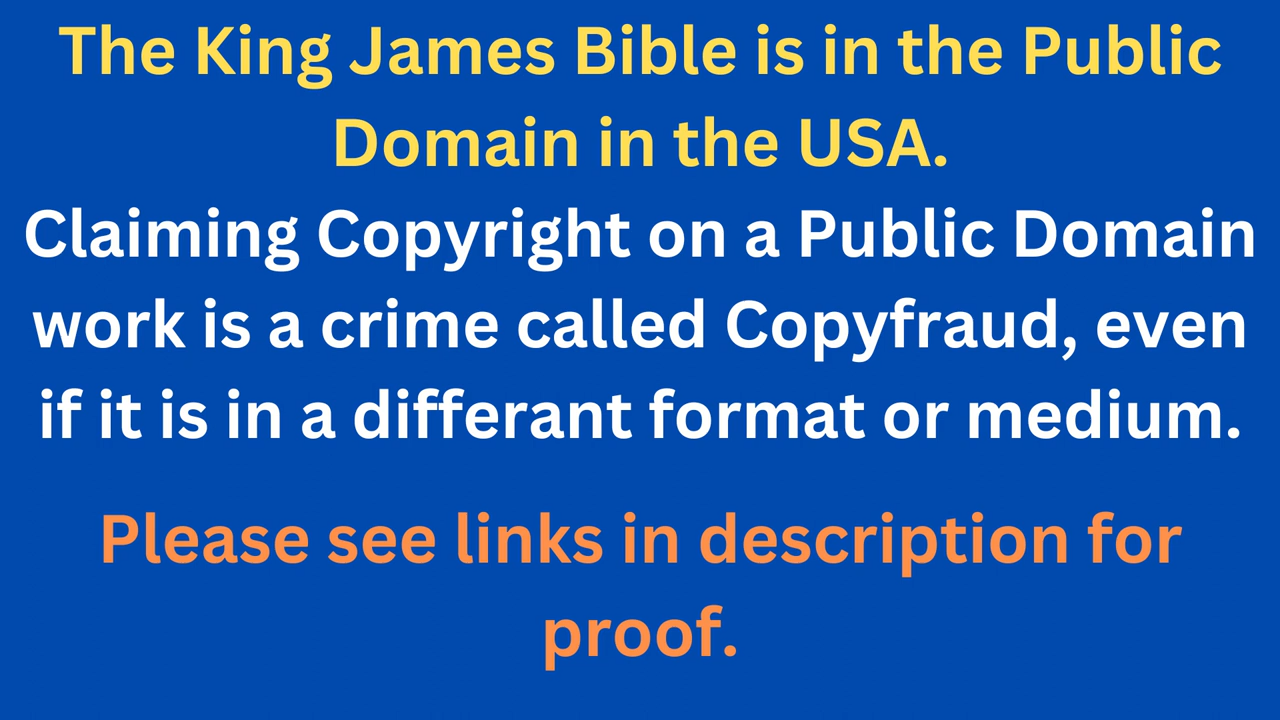 The King James Bible is in the Public
Domain in the USA.
Claiming Copyright on a Public Domain
work is a crime called Copyfraud, even
if it is in a differant format or medium.
Please see links in description for
proof.